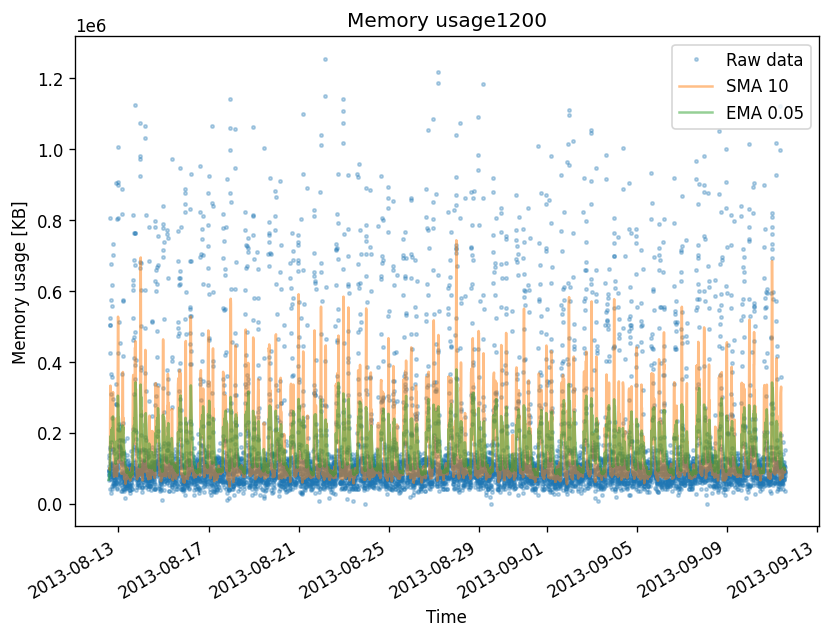 Memory usage1200
1e6
Raw data
SMA 10
EMA 0.05
1.2
1.0
0.8
0.6
0.4
0.2
0.0
Memory usage [KB]
2013-08-13
2013-08-17
2013-08-21
2013-08-25
2013-08-29
2013-09-01
2013-09-05
2013-09-09
2013-09-13
Time